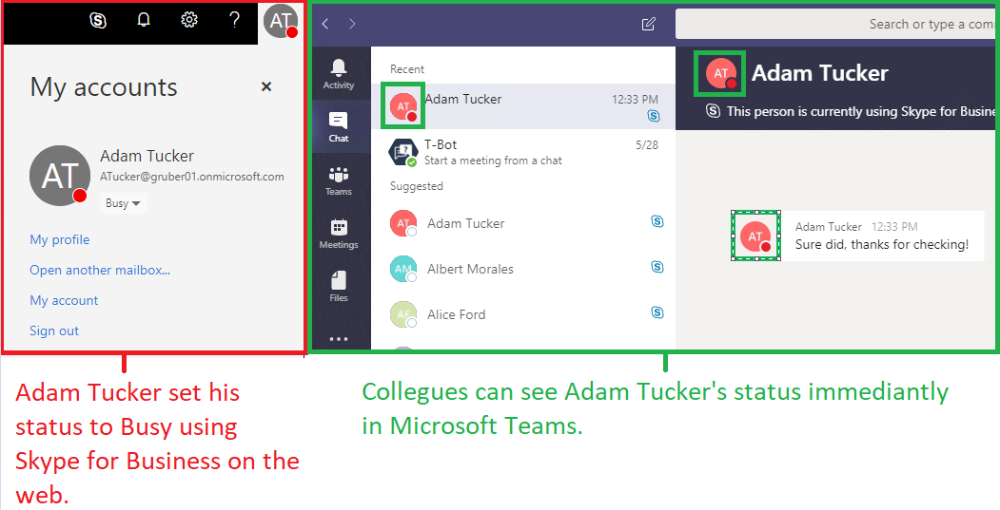 ?
AT
My accounts
×
AT
Adam Tucker
ATucker@gruber01.onmicrosoft.com
Busy
My profile
Open another mailbox...
My account
Sign out
Adam Tucker set his
status to Busy using
Skype for Business on the
web.
Search or type a com
Activity
Chat
Teams
Meetings
Files
Recent
AT
Adam Tucker
12:33 PM
T-Bot
5/28
Start a meeting from a chat
Suggested
AT
Adam Tucker
AM
Albert Morales
AF
Alice Ford
AT
Adam Tucker
This person is currently using Skype for Busine
AT
Adam Tucker 12:33 PM
Sure did, thanks for checking!
Collegues can see Adam Tucker's status immediantly
in Microsoft Teams.